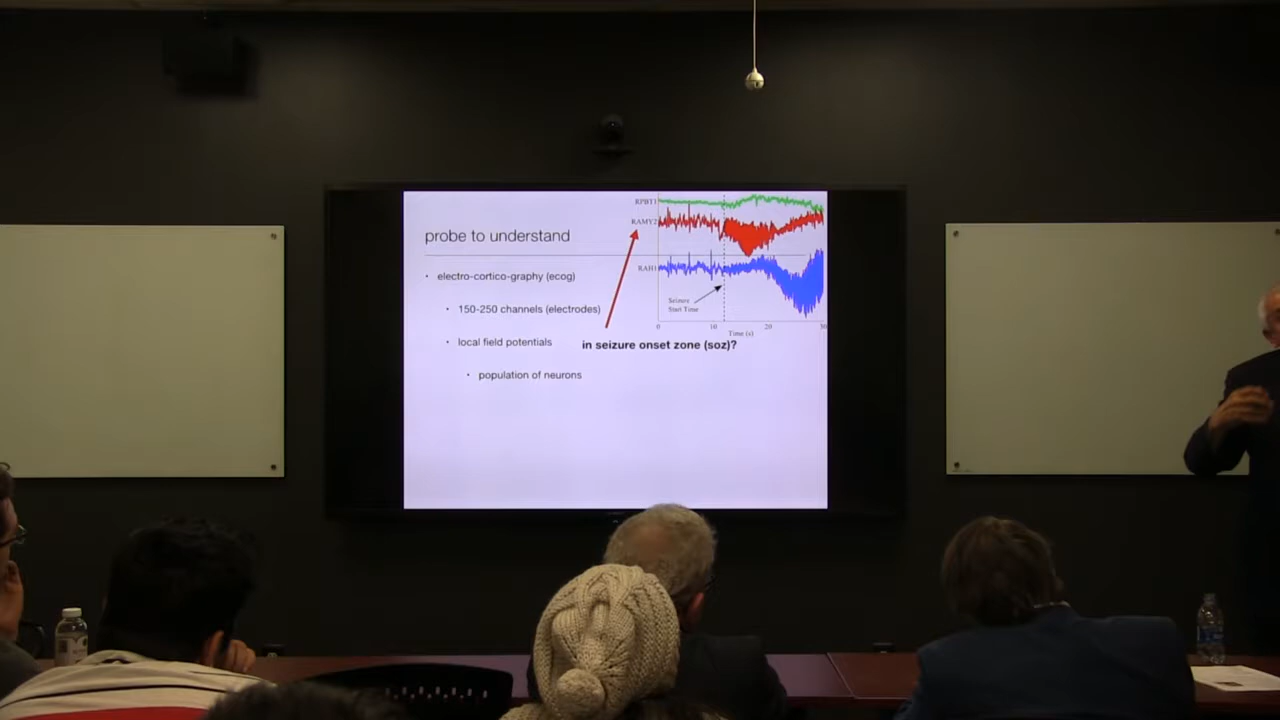 RPBT1
RAMY2
probe to understand
RAH1
electro-cortico-graphy (ecog)
Seizure
Start Time
150-250 channels (electrodes)
0 10 20 30
Time (s)
local field potentials
in seizure onset zone (soz)?
population of neurons